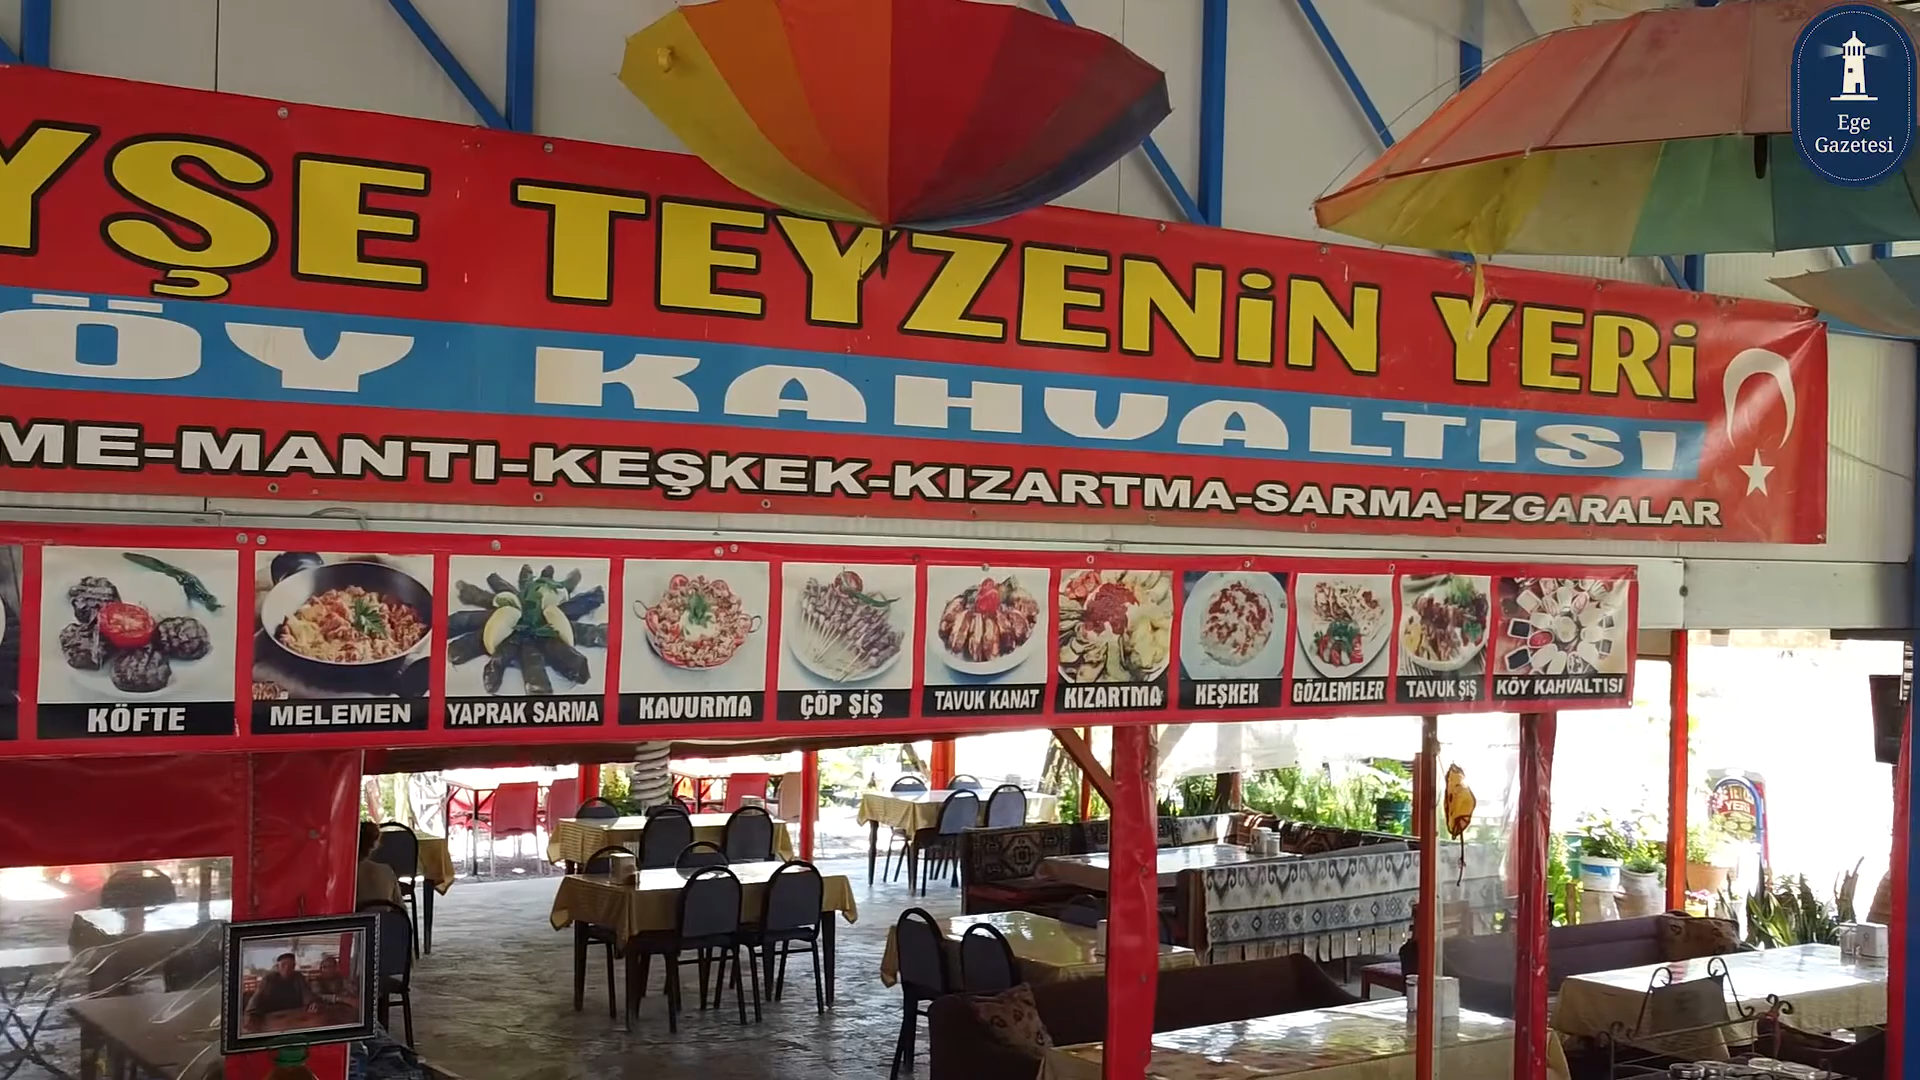 YŞE TEYZENİN YERİ
ÖY KAHVALTISI
ME-MANTI-KEŞKEK-KIZARTMA-SARMA-IZGARALAR
KÖFTE
MELEMEN
YAPRAK SARMA
KAVURMA
ÇÖP ŞİŞ
TAVUK KANAT
KIZARTMA
KEŞKEK
GÖZLEMELER
TAVUK ŞİŞ
KÖY KAHVALTISI
Ege
Gazetesi
YERİ